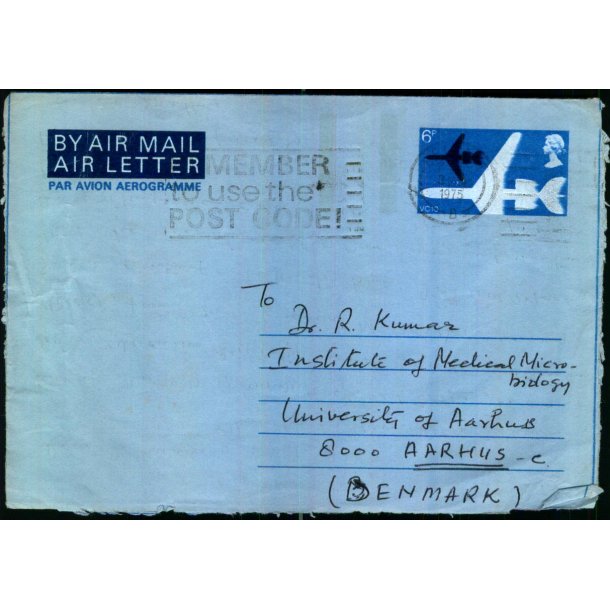 BY AIR MAIL
AIR LETTER
PAR AVION AEROGRAMME
REMEMBER
to use the
POST CODE!
6P
1975
VC10
To
Dr. R. Kumar
Institute of Medical Micro-
biology
University of Aarhus
8000 AARHUS-C.
(DENMARK)